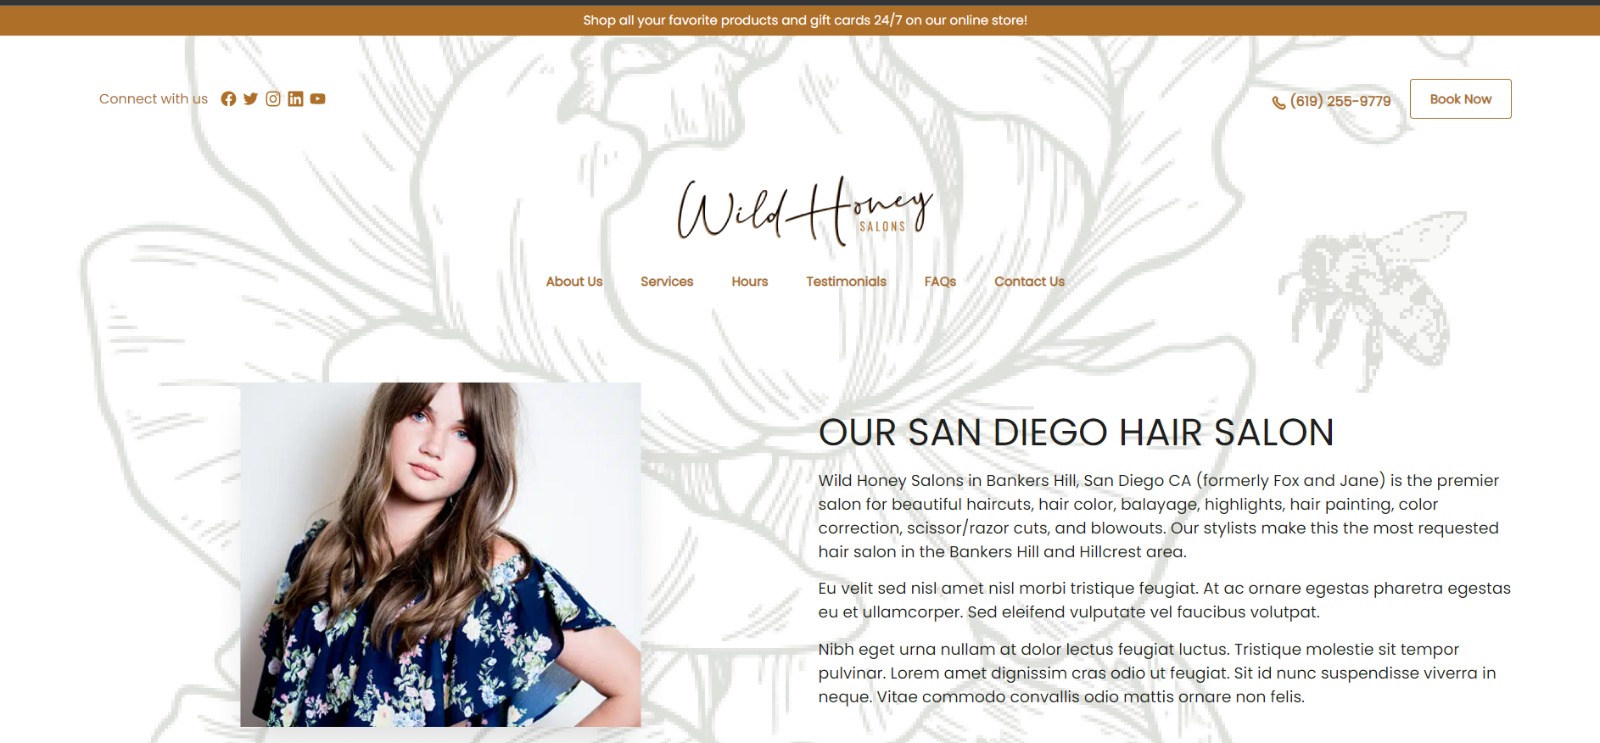 Shop all your favorite products and gift cards 24/7 on our online store!
Connect with us
(619) 255-9779
Book Now
Wild Honey
SALONS
About Us Services Hours Testimonials FAQs Contact Us
OUR SAN DIEGO HAIR SALON
Wild Honey Salons in Bankers Hill, San Diego CA (formerly Fox and Jane) is the premier
salon for beautiful haircuts, hair color, balayage, highlights, hair painting, color
correction, scissor/razor cuts, and blowouts. Our stylists make this the most requested
hair salon in the Bankers Hill and Hillcrest area.
Eu velit sed nisl amet nisl morbi tristique feugiat. At ac ornare egestas pharetra egestas
eu et ullamcorper. Sed eleifend vulputate vel faucibus volutpat.
Nibh eget urna nullam at dolor lectus feugiat luctus. Tristique molestie sit tempor
pulvinar. Lorem amet dignissim cras odio ut feugiat. Sit id nunc suspendisse viverra in
neque. Vitae commodo convallis odio mattis ornare non felis.